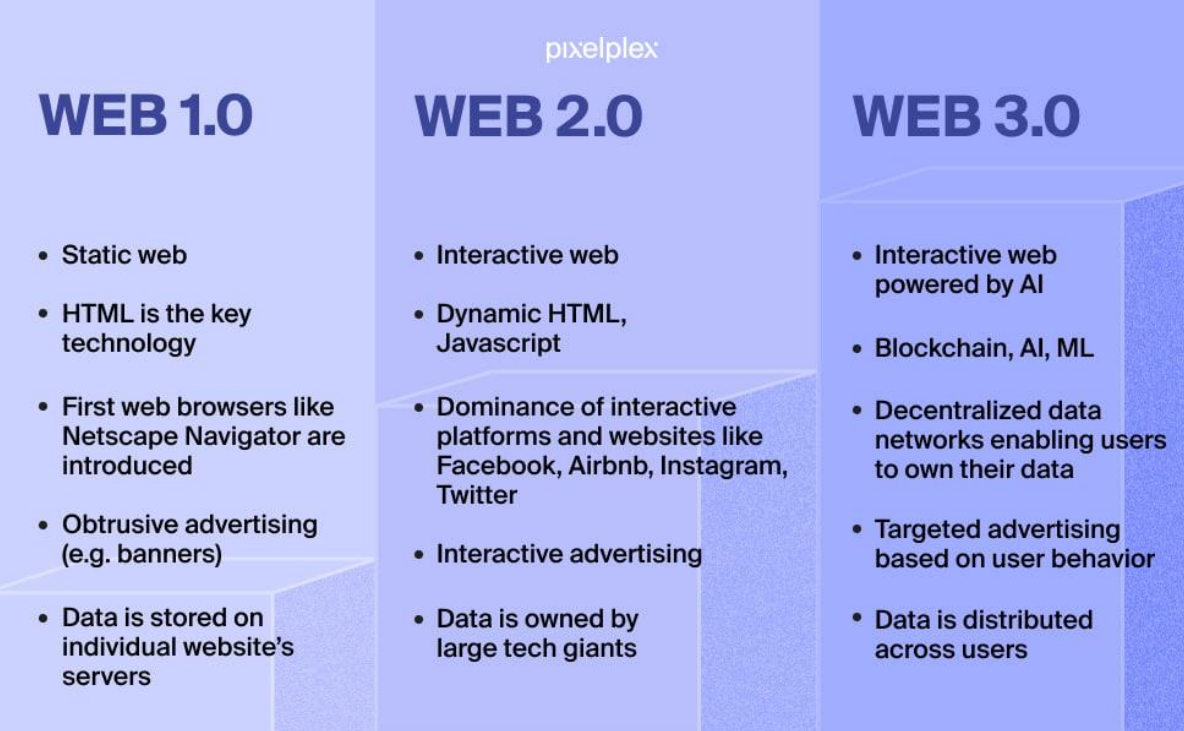 pixelplex
WEB 1.0
• Static web
• HTML is the key
technology
• First web browsers like
Netscape Navigator are
introduced
• Obtrusive advertising
(e.g. banners)
• Data is stored on
individual website’s
servers
WEB 2.0
• Interactive web
• Dynamic HTML,
Javascript
• Dominance of interactive
platforms and websites like
Facebook, Airbnb, Instagram,
Twitter
• Interactive advertising
• Data is owned by
large tech giants
WEB 3.0
• Interactive web
powered by AI
• Blockchain, AI, ML
• Decentralized data
networks enabling users
to own their data
• Targeted advertising
based on user behavior
• Data is distributed
across users